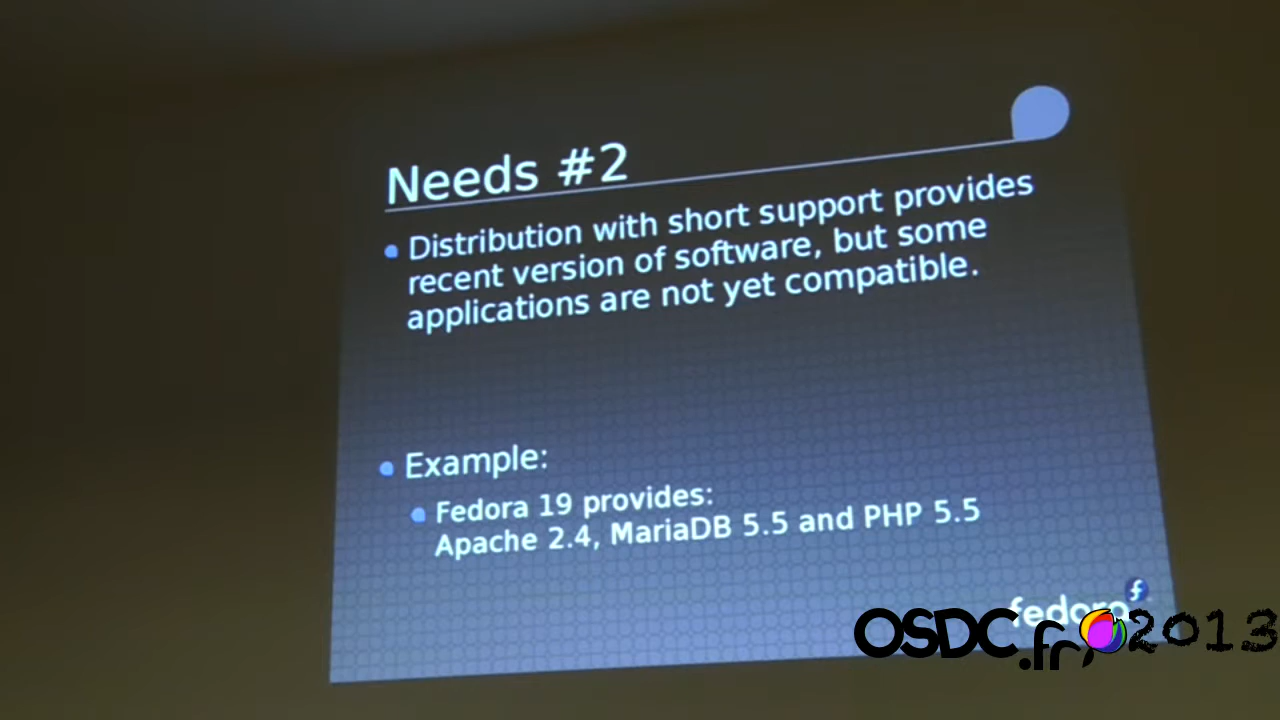 Needs #2
Distribution with short support provides
recent version of software, but some
applications are not yet compatible.
Example:
Fedora 19 provides:
Apache 2.4, MariaDB 5.5 and PHP 5.5
fedora
OSDC.fr 2013